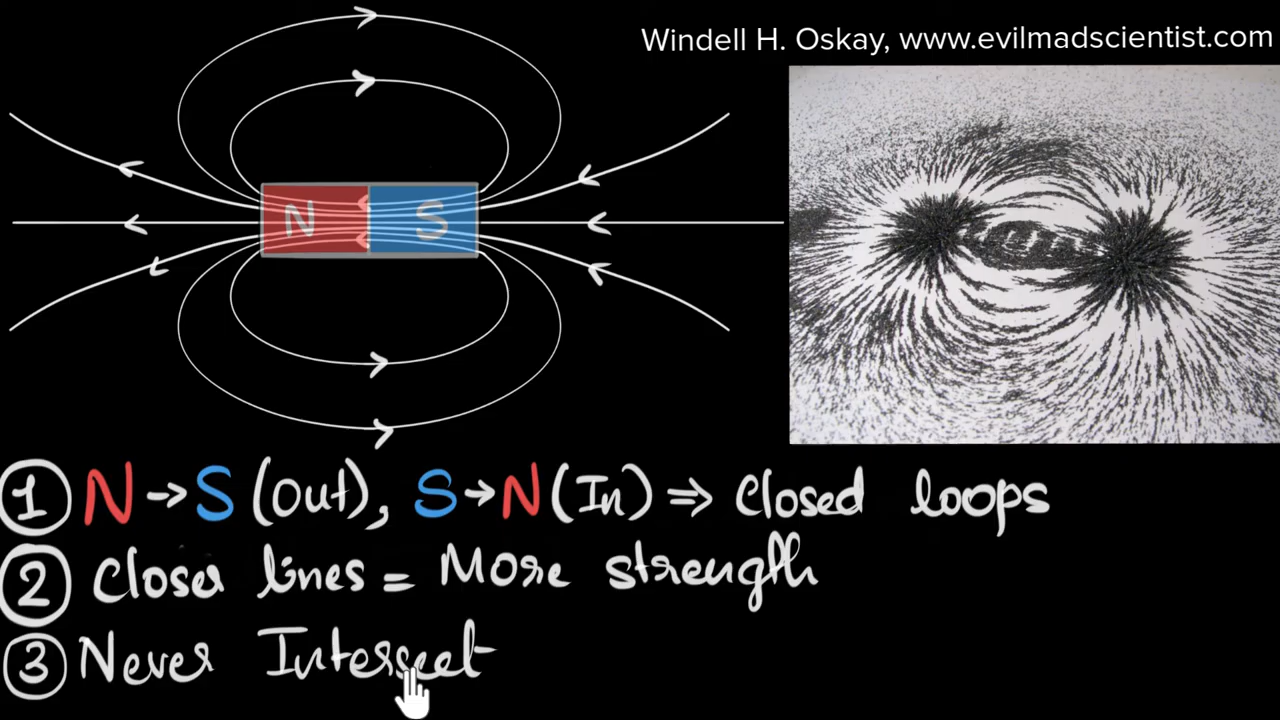 Windell H. Oskay, www.evilmadscientist.com
N S
① N → S (Out), S → N (In) ⇒ Closed loops
② Closer lines = More strength
③ Never Intersect